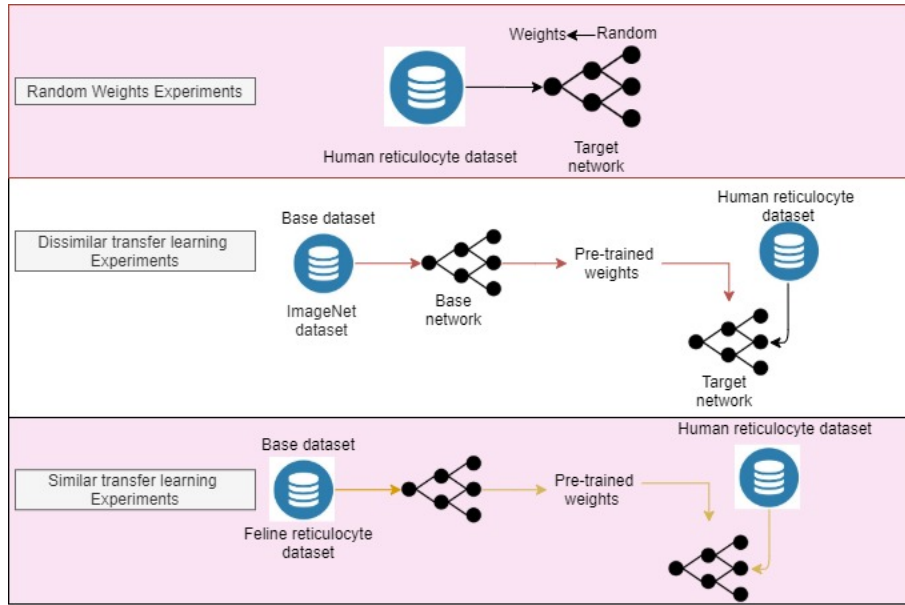 Weights
Random
Random Weights Experiments
Human reticulocyte dataset
Target
network
Human reticulocyte
dataset
Base dataset
Dissimilar transfer learning
Experiments
Pre-trained
weights
Base
network
ImageNet
dataset
Target
network
Human reticulocyte dataset
Base dataset
Similar transfer learning
Experiments
Pre-trained
weights
Feline reticulocyte
dataset